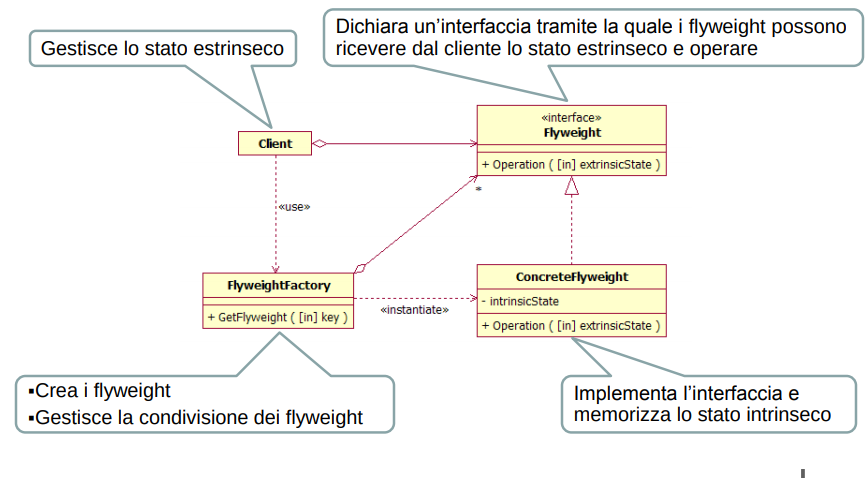 Dichiara un'interfaccia tramite la quale i flyweight possono
ricevere dal cliente lo stato estrinseco e operare
Gestisce lo stato estrinseco
«interface»
Flyweight
+ Operation ( [in] extrinsicState )
Client
*
«use»
FlyweightFactory
+ GetFlyweight ( [in] key )
«instantiate»
ConcreteFlyweight
- intrinsicState
+ Operation ( [in] extrinsicState )
▪Crea i flyweight
▪Gestisce la condivisione dei flyweight
Implementa l'interfaccia e
memorizza lo stato intrinseco